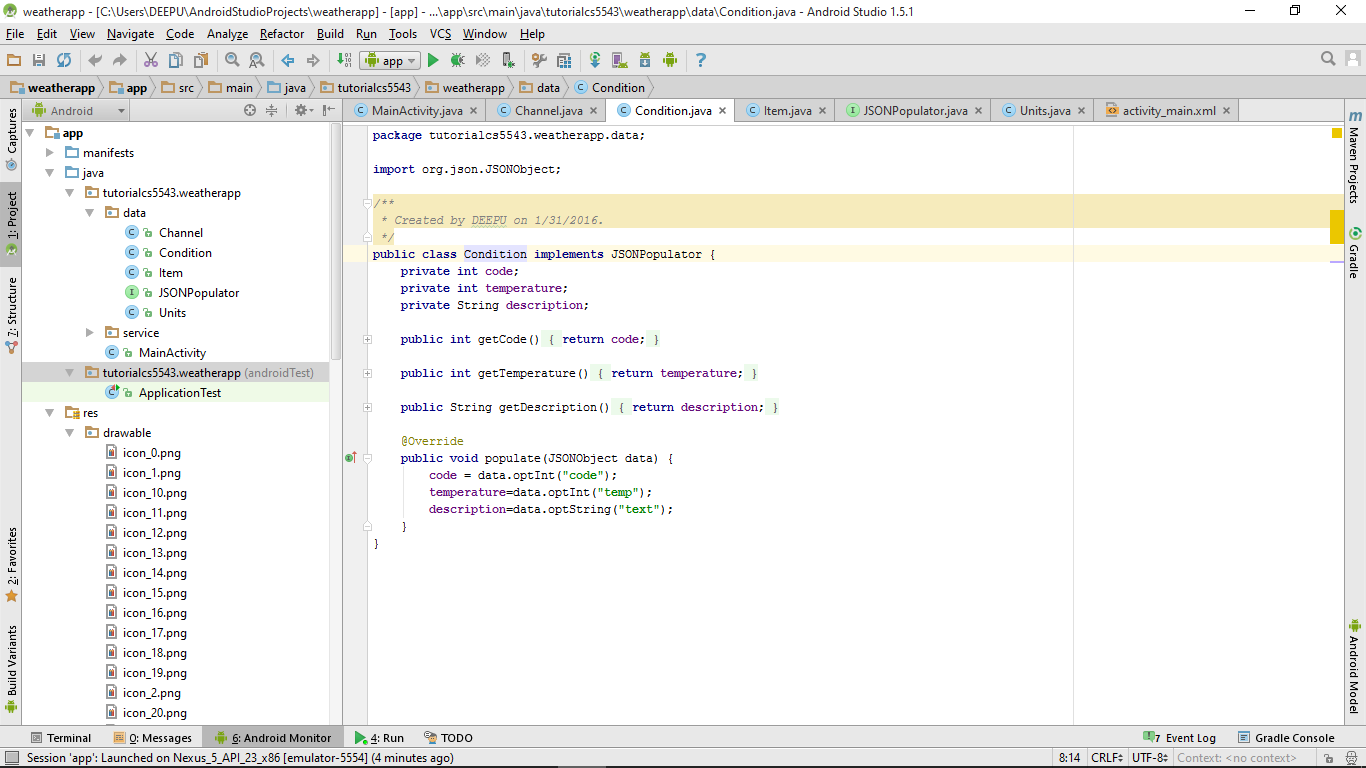 weatherapp - [C:\Users\DEEPU\AndroidStudioProjects\weatherapp] - [app] - ...\app\src\main\java\tutorialcs5543\weatherapp\data\Condition.java - Android Studio 1.5.1
File Edit View Navigate Code Analyze Refactor Build Run Tools VCS Window Help
app
weatherapp app src main java tutorialcs5543 weatherapp data Condition
Android
MainActivity.java Channel.java Condition.java Item.java JSONPopulator.java Units.java activity_main.xml
Captures
1: Project
7: Structure
2: Favorites
Build Variants
app
manifests
java
tutorialcs5543.weatherapp
data
Channel
Condition
Item
JSONPopulator
Units
service
MainActivity
tutorialcs5543.weatherapp (androidTest)
ApplicationTest
res
drawable
icon_0.png
icon_1.png
icon_10.png
icon_11.png
icon_12.png
icon_13.png
icon_14.png
icon_15.png
icon_16.png
icon_17.png
icon_18.png
icon_19.png
icon_2.png
icon_20.png
package tutorialcs5543.weatherapp.data;
import org.json.JSONObject;
/**
* Created by DEEPU on 1/31/2016.
*/
public class Condition implements JSONPopulator {
private int code;
private int temperature;
private String description;
public int getCode() { return code; }
public int getTemperature() { return temperature; }
public String getDescription() { return description; }
@Override
public void populate(JSONObject data) {
code = data.optInt("code");
temperature=data.optInt("temp");
description=data.optString("text");
}
}
Maven Projects
Gradle
Android Model
Terminal 0: Messages 6: Android Monitor 4: Run TODO 7 Event Log Gradle Console
Session 'app': Launched on Nexus_5_API_23_x86 [emulator-5554] (4 minutes ago) 8:14 CRLF UTF-8 Context: <no context>